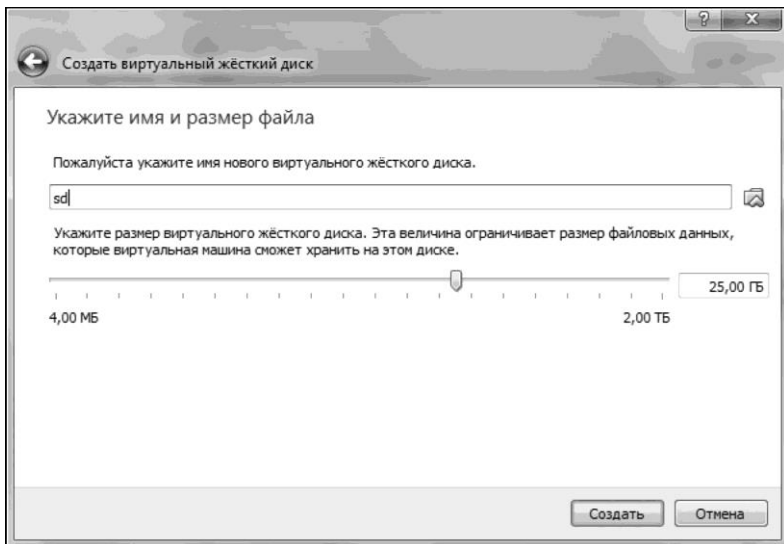 ?
Создать виртуальный жёсткий диск
Укажите имя и размер файла
Пожалуйста укажите имя нового виртуального жёсткого диска.
sd
Укажите размер виртуального жёсткого диска. Эта величина ограничивает размер файловых данных,
которые виртуальная машина сможет хранить на этом диске.
25,00 ГБ
4,00 МБ 2,00 ТБ
Создать Отмена